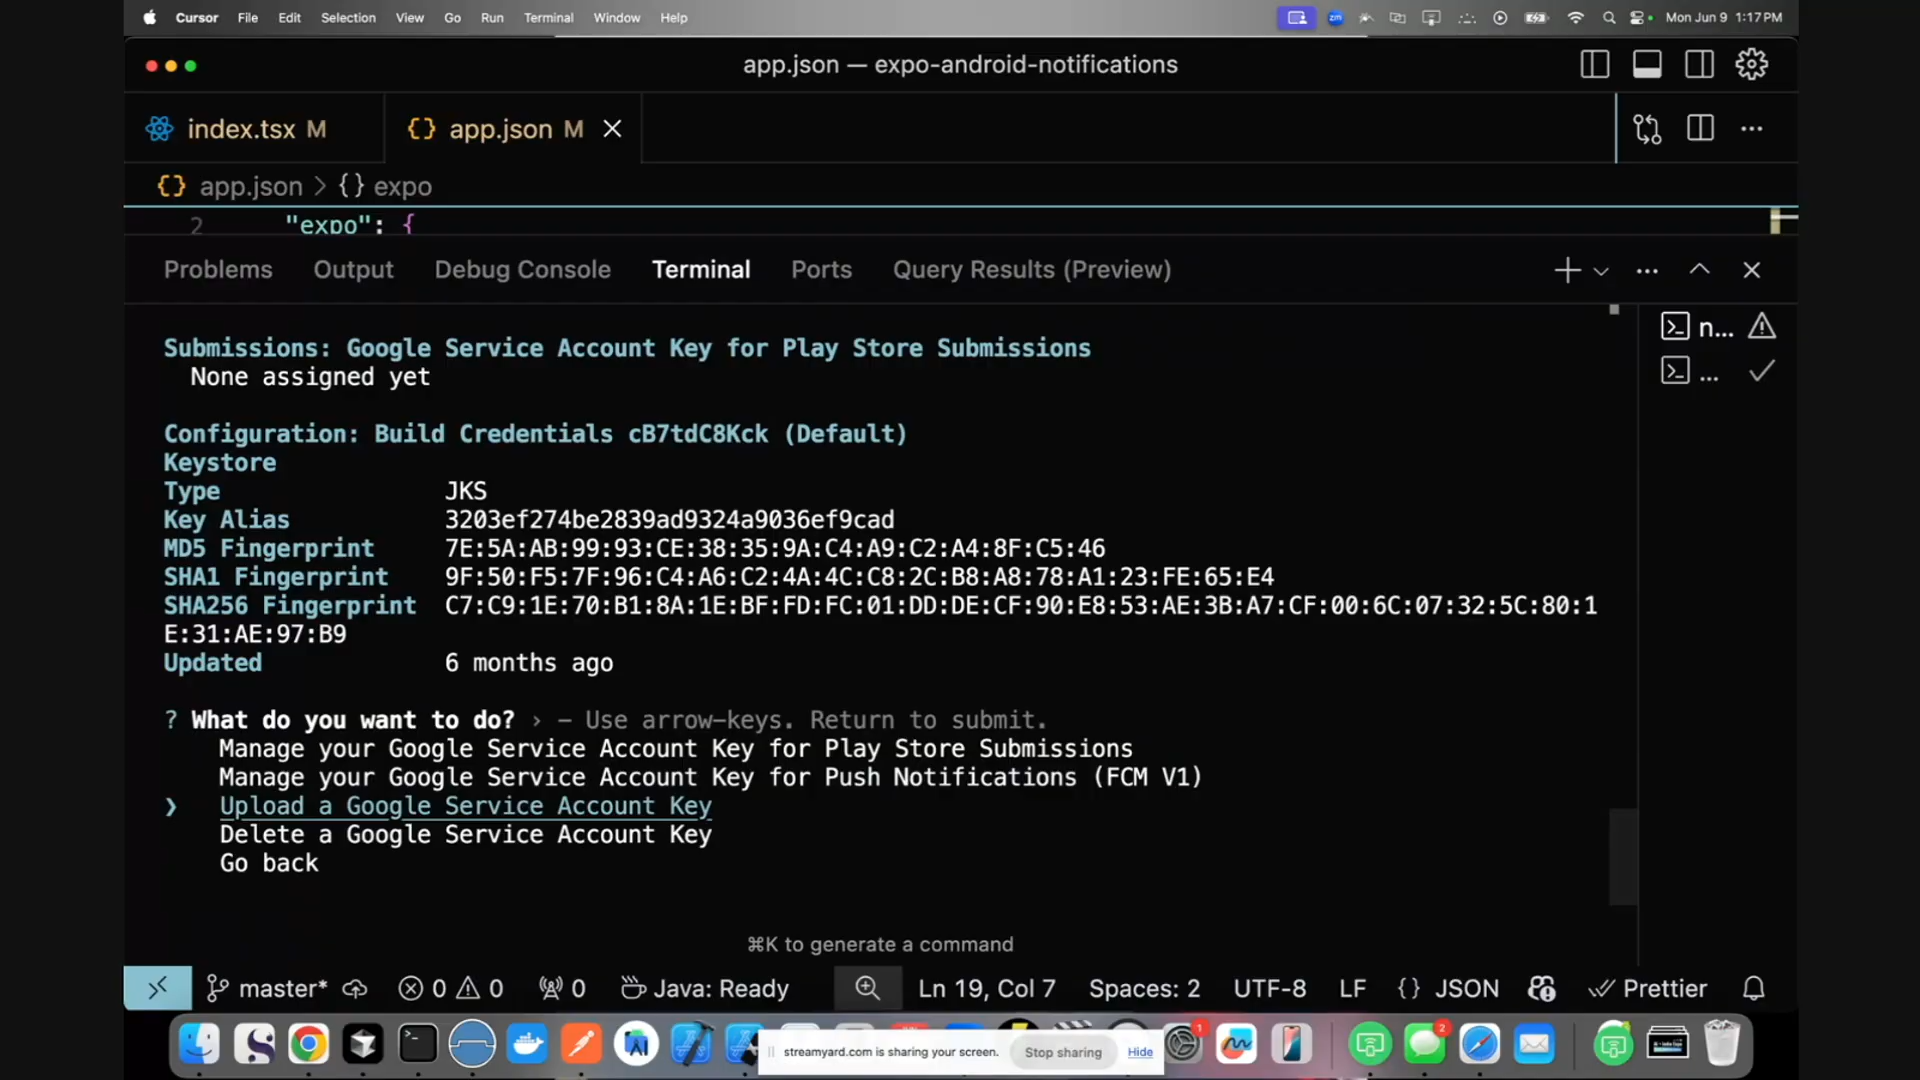 Cursor File Edit Selection View Go Run Terminal Window Help
zm
Mon Jun 9 1:17 PM
app.json — expo-android-notifications
index.tsx M
{} app.json M
{} app.json > {} expo
2 "expo": {
Problems Output Debug Console Terminal Ports Query Results (Preview)
n...
...
Submissions: Google Service Account Key for Play Store Submissions
None assigned yet
Configuration: Build Credentials cB7tdC8Kck (Default)
Keystore
Type JKS
Key Alias 3203ef274be2839ad9324a9036ef9cad
MD5 Fingerprint 7E:5A:AB:99:93:CE:38:35:9A:C4:A9:C2:A4:8F:C5:46
SHA1 Fingerprint 9F:50:F5:7F:96:C4:A6:C2:4A:4C:C8:2C:B8:A8:78:A1:23:FE:65:E4
SHA256 Fingerprint C7:C9:1E:70:B1:8A:1E:BF:FD:FC:01:DD:DE:CF:90:E8:53:AE:3B:A7:CF:00:6C:07:32:5C:80:1
E:31:AE:97:B9
Updated 6 months ago
? What do you want to do? › – Use arrow-keys. Return to submit.
Manage your Google Service Account Key for Play Store Submissions
Manage your Google Service Account Key for Push Notifications (FCM V1)
❯ Upload a Google Service Account Key
Delete a Google Service Account Key
Go back
⌘K to generate a command
master* 0 0 0 Java: Ready Ln 19, Col 7 Spaces: 2 UTF-8 LF {} JSON Prettier
streamyard.com is sharing your screen. Stop sharing Hide
1
2